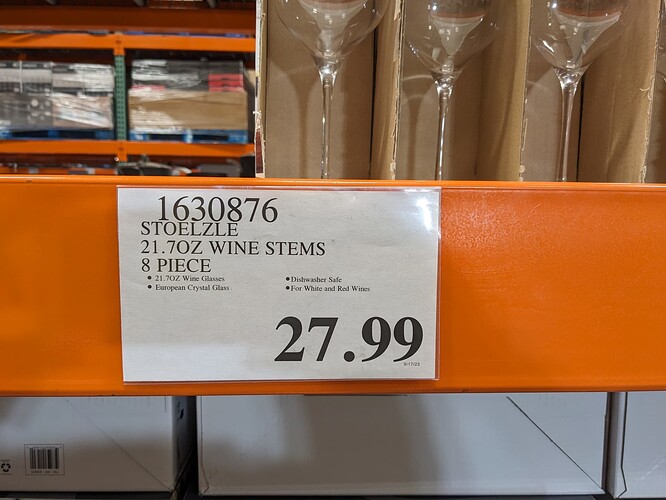 1630876
STOELZLE
21.7OZ WINE STEMS
8 PIECE
• 21.7OZ Wine Glasses
• European Crystal Glass
• Dishwasher Safe
• For White and Red Wines
27.99